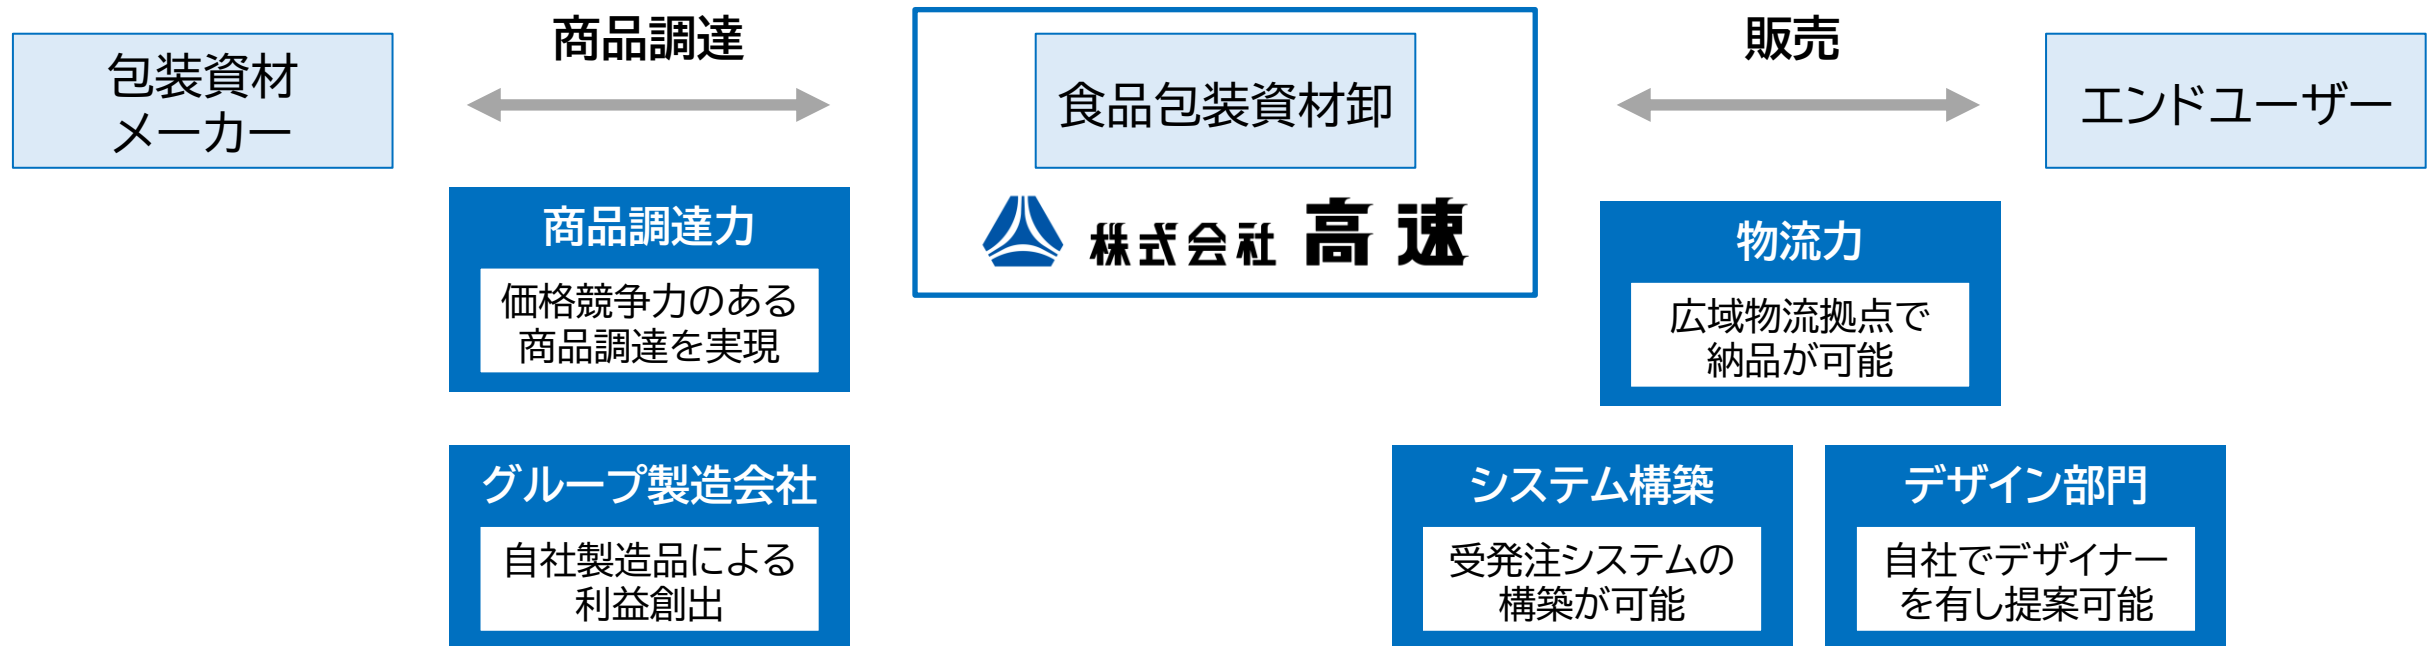 包装資材
メーカー
商品調達
食品包装資材卸
株式会社 高速
販売
エンドユーザー
商品調達力
価格競争力のある
商品調達を実現
グループ製造会社
自社製造品による
利益創出
物流力
広域物流拠点で
納品が可能
システム構築
受発注システムの
構築が可能
デザイン部門
自社でデザイナー
を有し提案可能